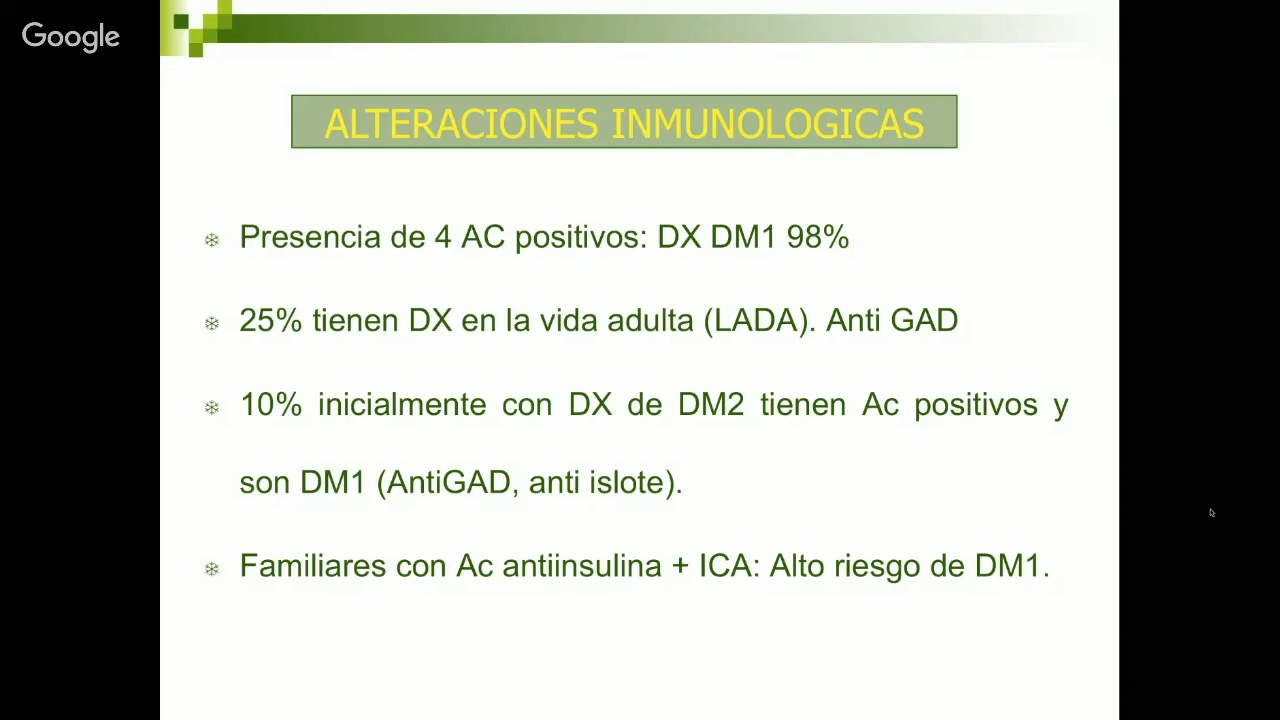 Google
ALTERACIONES INMUNOLOGICAS
Presencia de 4 AC positivos: DX DM1 98%
25% tienen DX en la vida adulta (LADA). Anti GAD
10% inicialmente con DX de DM2 tienen Ac positivos y
son DM1 (AntiGAD, anti islote).
Familiares con Ac antiinsulina + ICA: Alto riesgo de DM1.